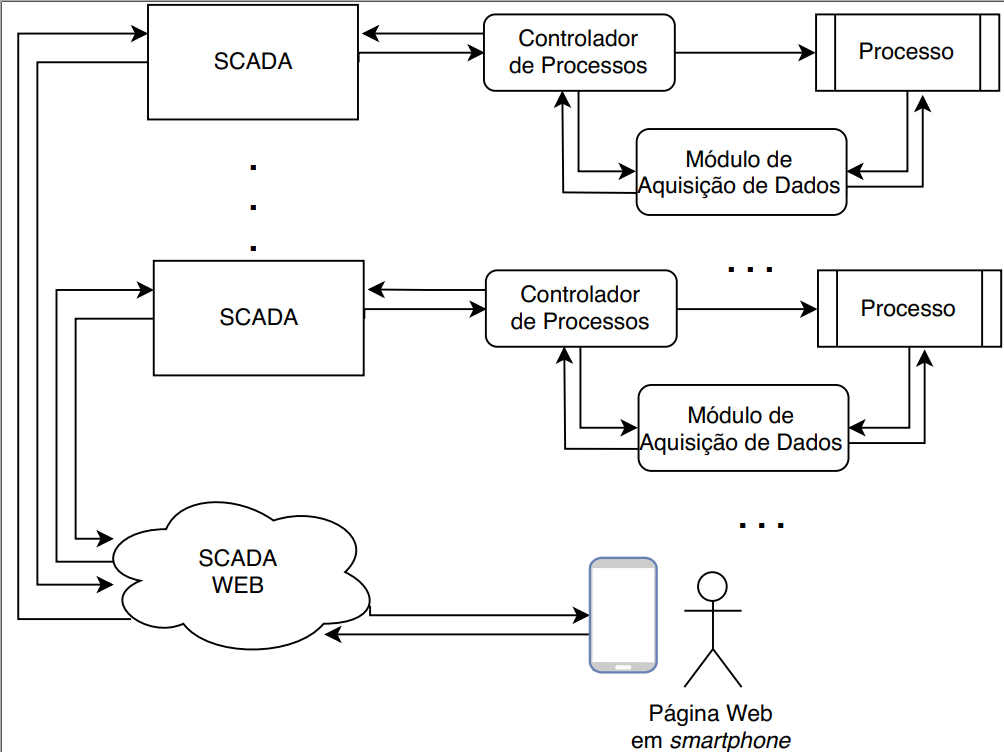 SCADA
Controlador
de Processos
Processo
Módulo de
Aquisição de Dados
.
.
.
. . .
SCADA
Controlador
de Processos
Processo
Módulo de
Aquisição de Dados
. . .
SCADA
WEB
Página Web
em smartphone